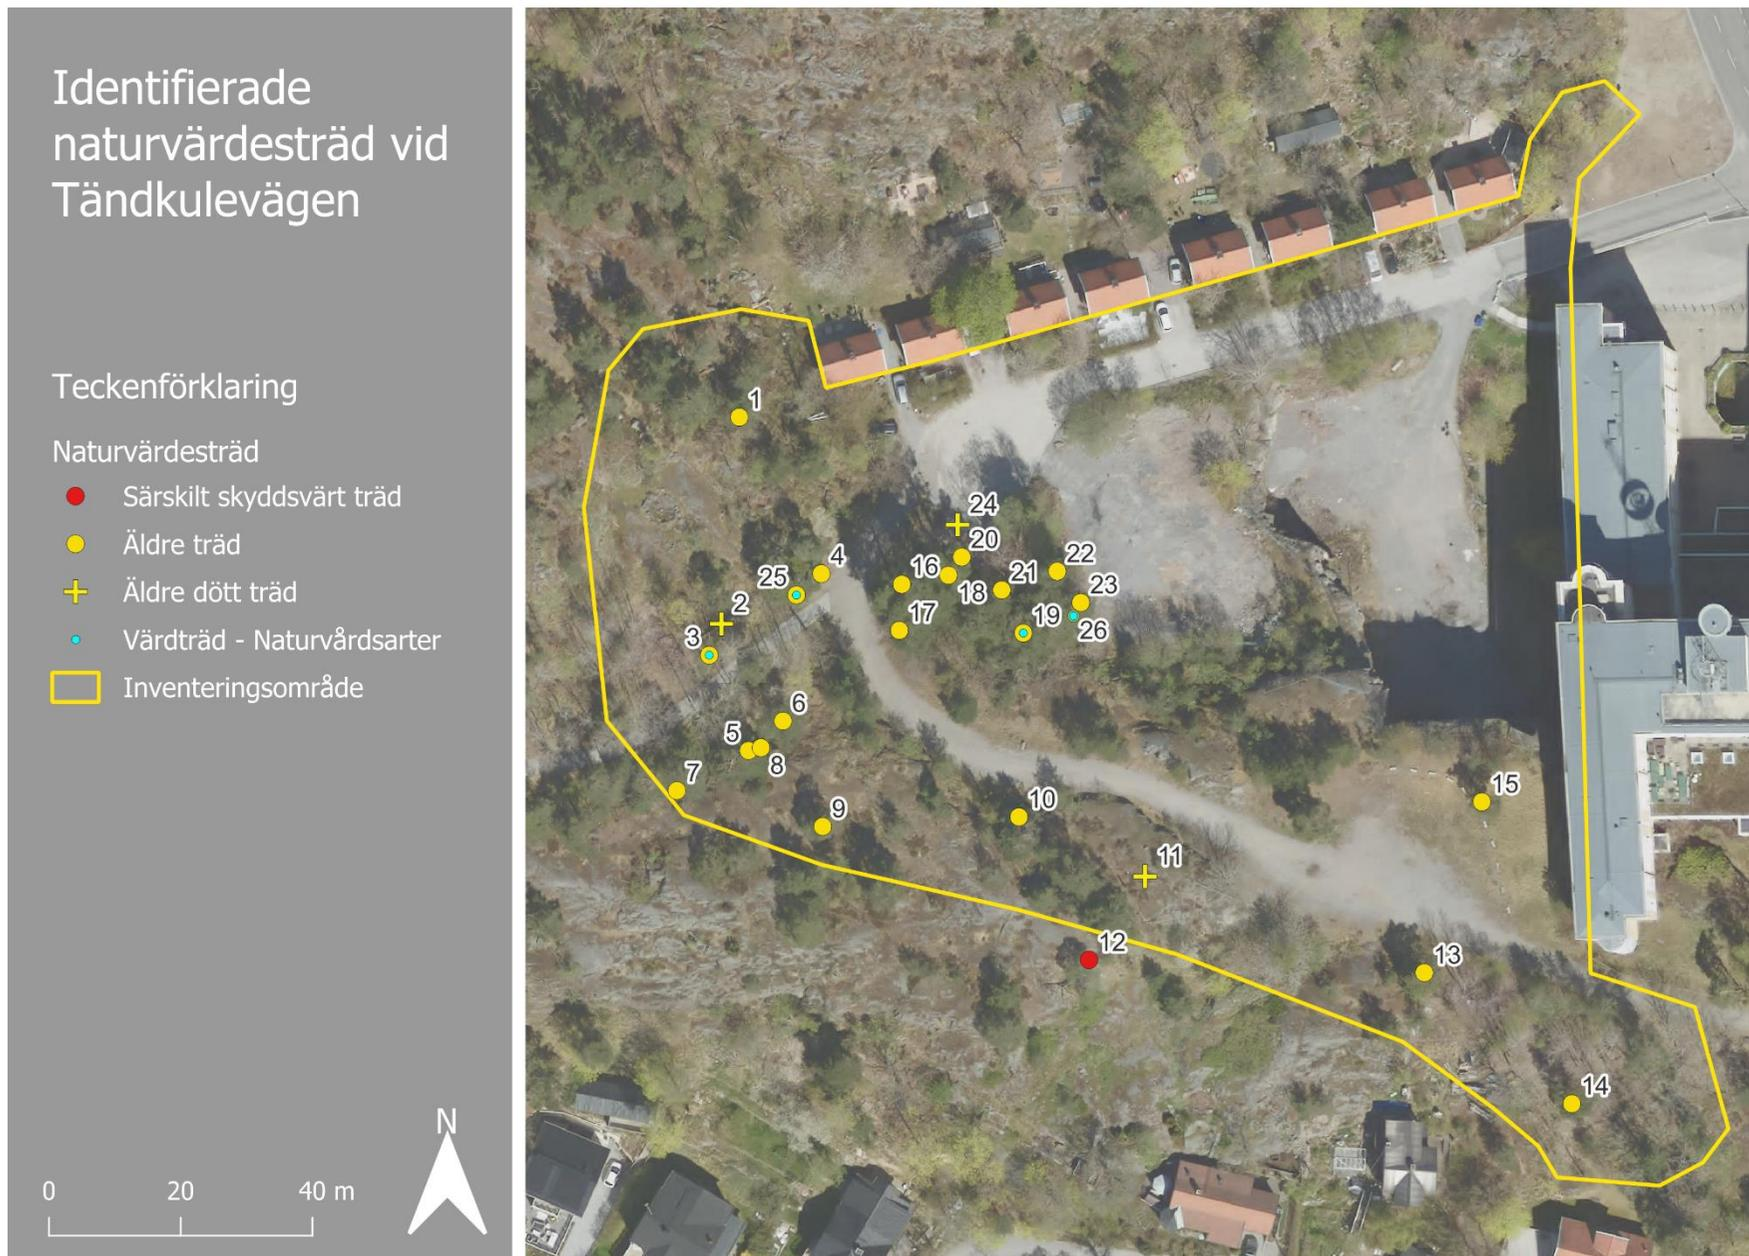 Identifierade
naturvärdesträd vid
Tändkulevägen
Teckenförklaring
Naturvärdesträd
Särskilt skyddsvärt träd
Äldre träd
Äldre dött träd
Värdträd - Naturvårdsarter
Inventeringsområde
N
0 20 40 m
1
24
20
4
16
22
25
21
18
23
2
17
19
26
3
6
5
8
7
15
10
9
11
12
13
14